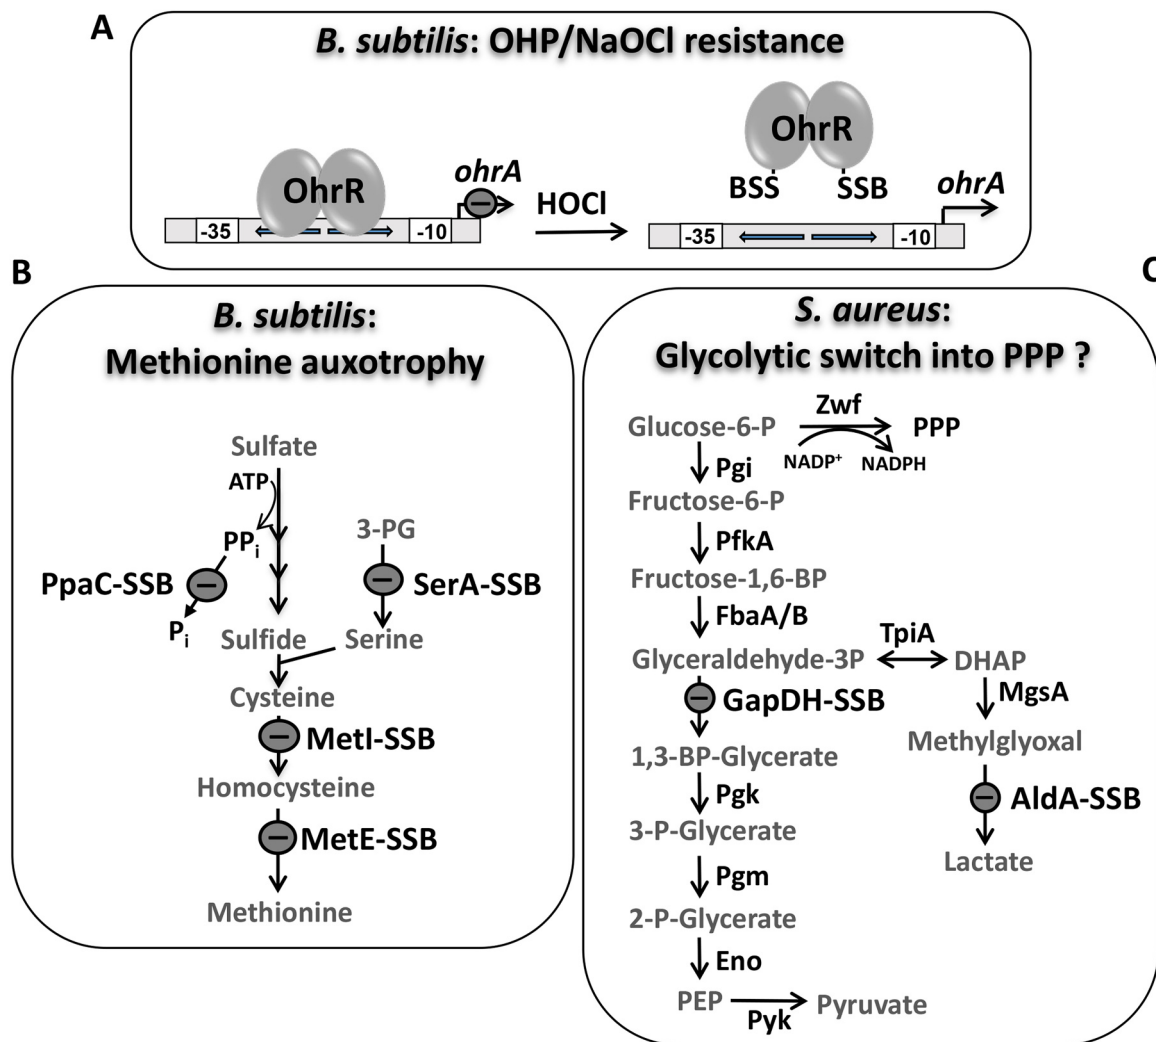 A
B. subtilis: OHP/NaOCl resistance
OhrR
ohrA
-35
-10
HOCl
OhrR
BSS
SSB
ohrA
-35
-10
B
B. subtilis:
Methionine auxotrophy
Sulfate
ATP
PPi
3-PG
PpaC-SSB
SerA-SSB
Pi
Sulfide
Serine
Cysteine
MetI-SSB
Homocysteine
MetE-SSB
Methionine
C
S. aureus:
Glycolytic switch into PPP ?
Glucose-6-P
Zwf
PPP
NADP+
NADPH
Pgi
Fructose-6-P
PfkA
Fructose-1,6-BP
FbaA/B
Glyceraldehyde-3P
TpiA
DHAP
GapDH-SSB
MgsA
1,3-BP-Glycerate
Methylglyoxal
Pgk
AldA-SSB
3-P-Glycerate
Lactate
Pgm
2-P-Glycerate
Eno
PEP
Pyk
Pyruvate